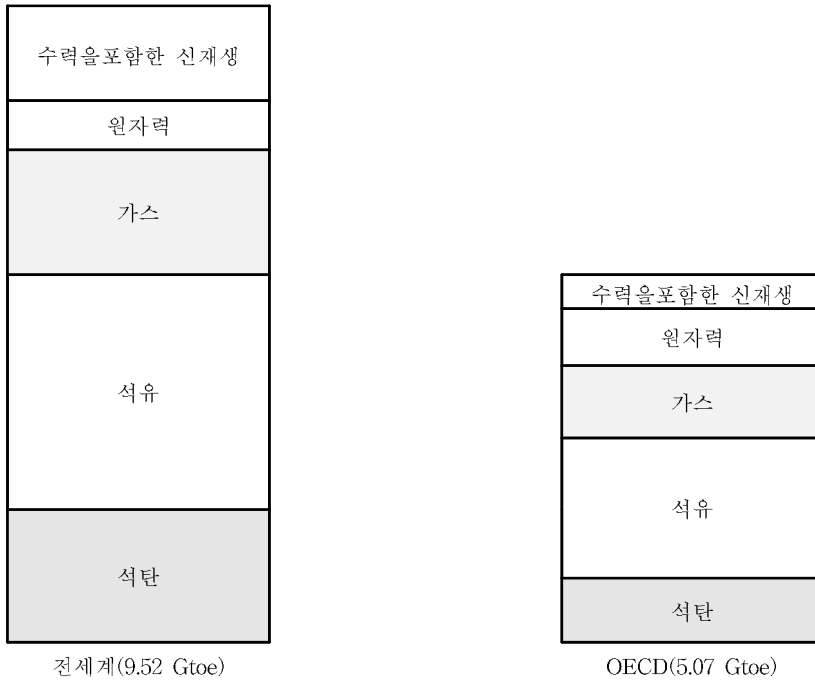 수력을포함한 신재생
원자력
가스
석유
석탄
전세계(9.52 Gtoe)
수력을포함한 신재생
원자력
가스
석유
석탄
OECD(5.07 Gtoe)